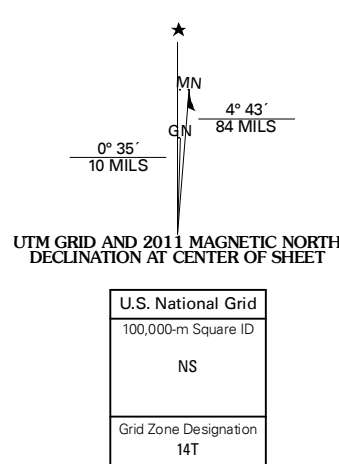 MN
4° 43´
84 MILS
GN
0° 35´
10 MILS
UTM GRID AND 2011 MAGNETIC NORTH
DECLINATION AT CENTER OF SHEET
U.S. National Grid
100,000-m Square ID
NS
Grid Zone Designation
14T